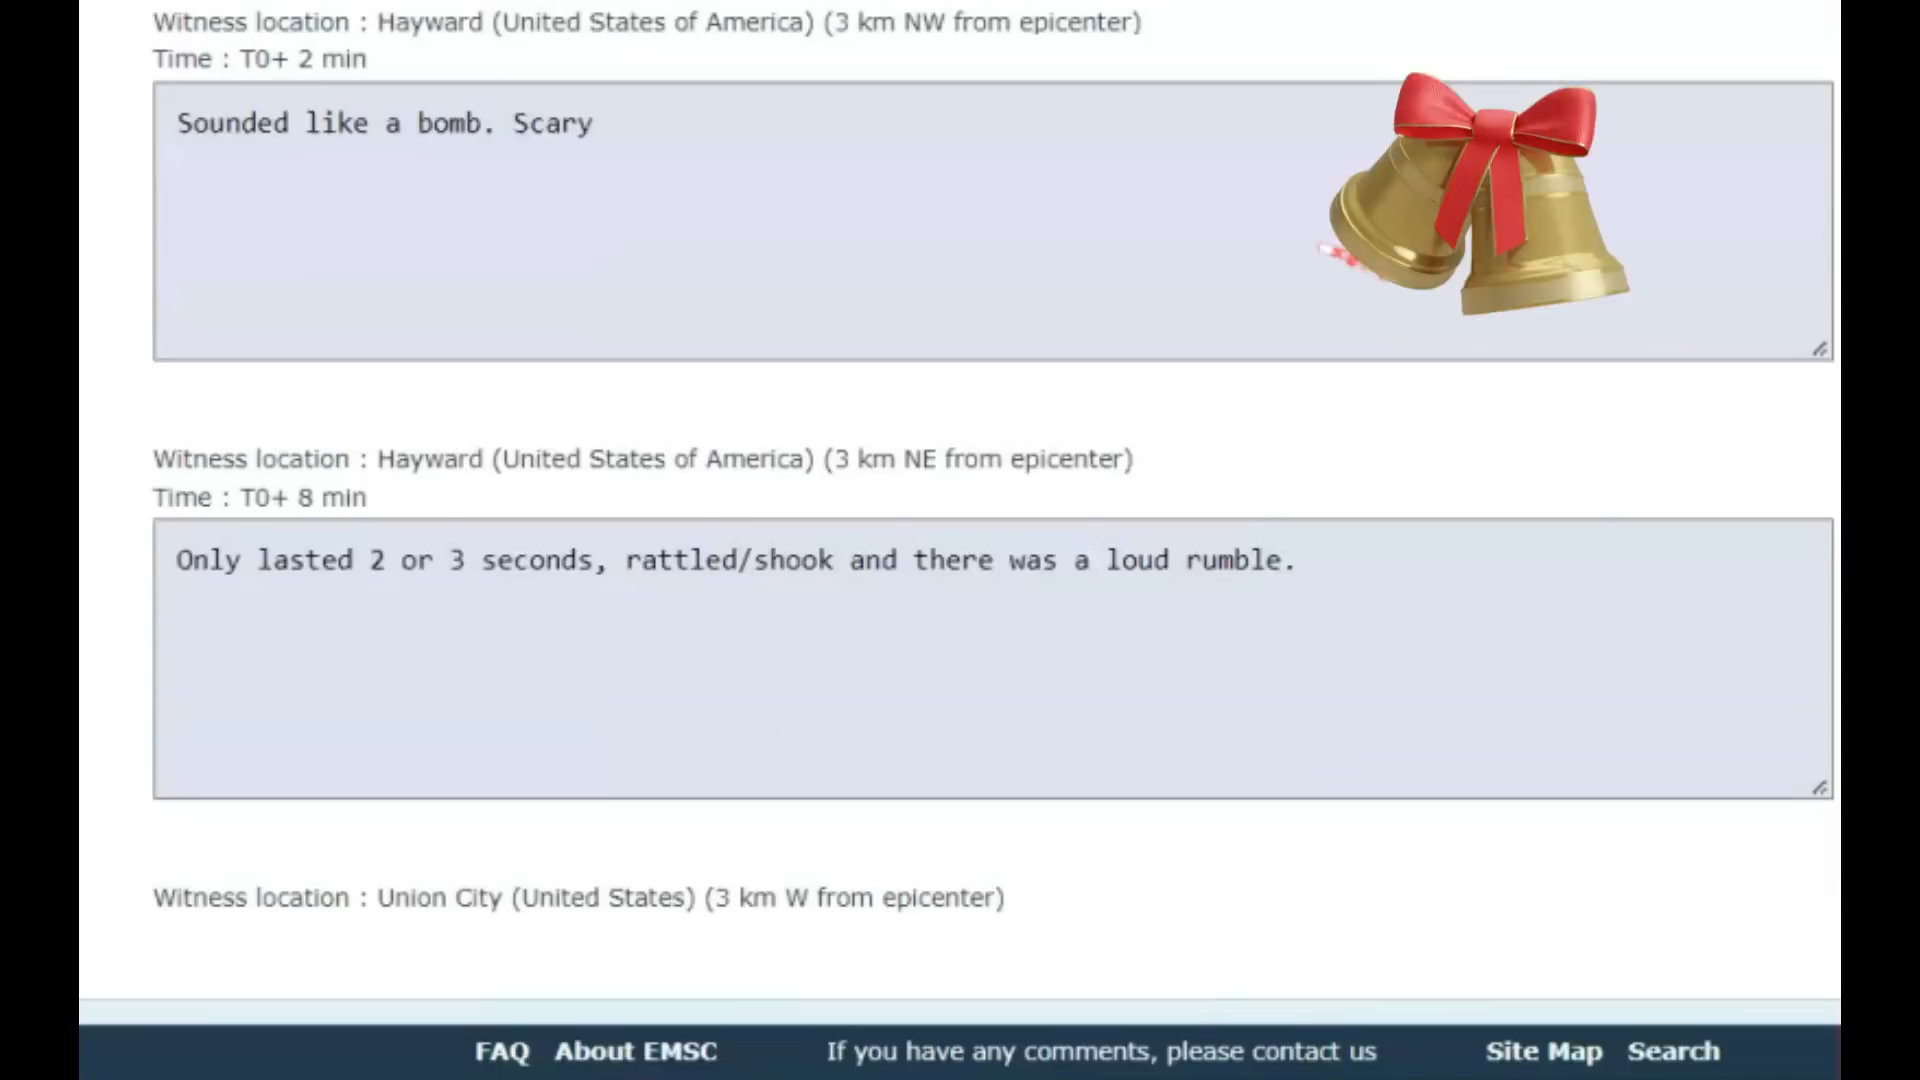 Witness location : Hayward (United States of America) (3 km NW from epicenter)
Time : T0+ 2 min
Sounded like a bomb. Scary
Witness location : Hayward (United States of America) (3 km NE from epicenter)
Time : T0+ 8 min
Only lasted 2 or 3 seconds, rattled/shook and there was a loud rumble.
Witness location : Union City (United States) (3 km W from epicenter)
FAQ About EMSC If you have any comments, please contact us Site Map Search